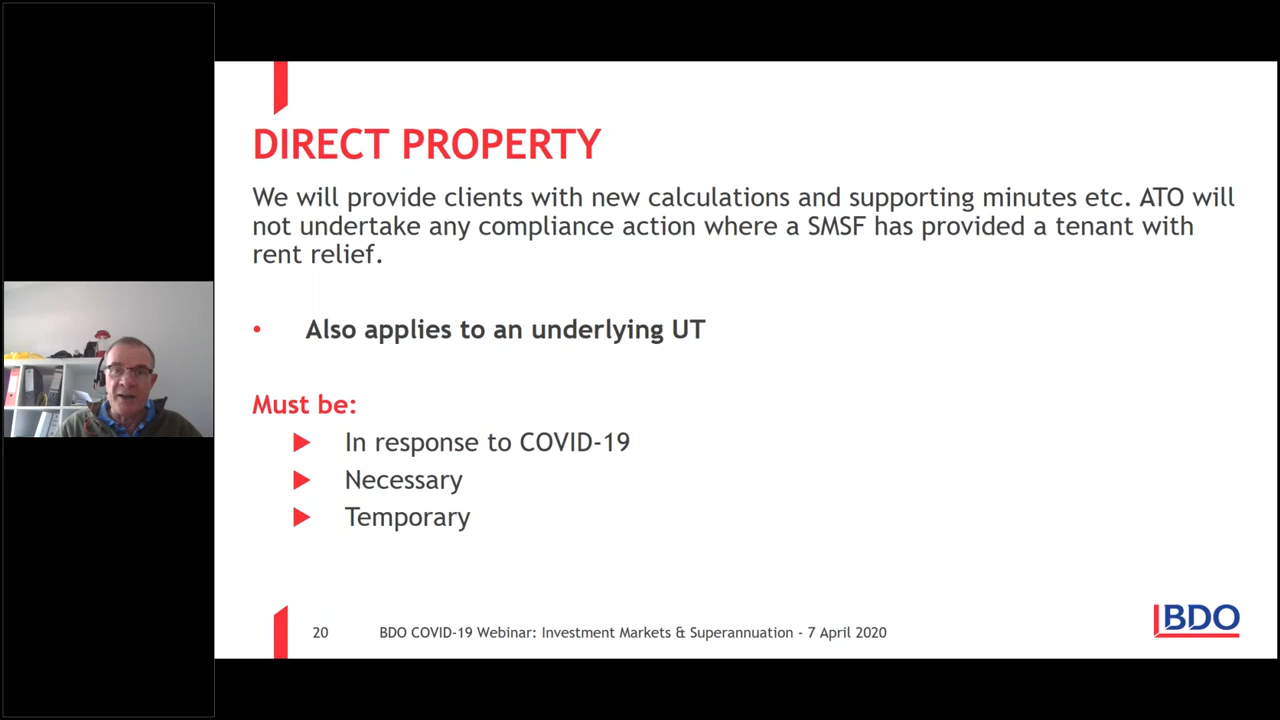 DIRECT PROPERTY
We will provide clients with new calculations and supporting minutes etc. ATO will
not undertake any compliance action where a SMSF has provided a tenant with
rent relief.
• Also applies to an underlying UT
Must be:
In response to COVID-19
Necessary
Temporary
20 BDO COVID-19 Webinar: Investment Markets & Superannuation - 7 April 2020
BDO